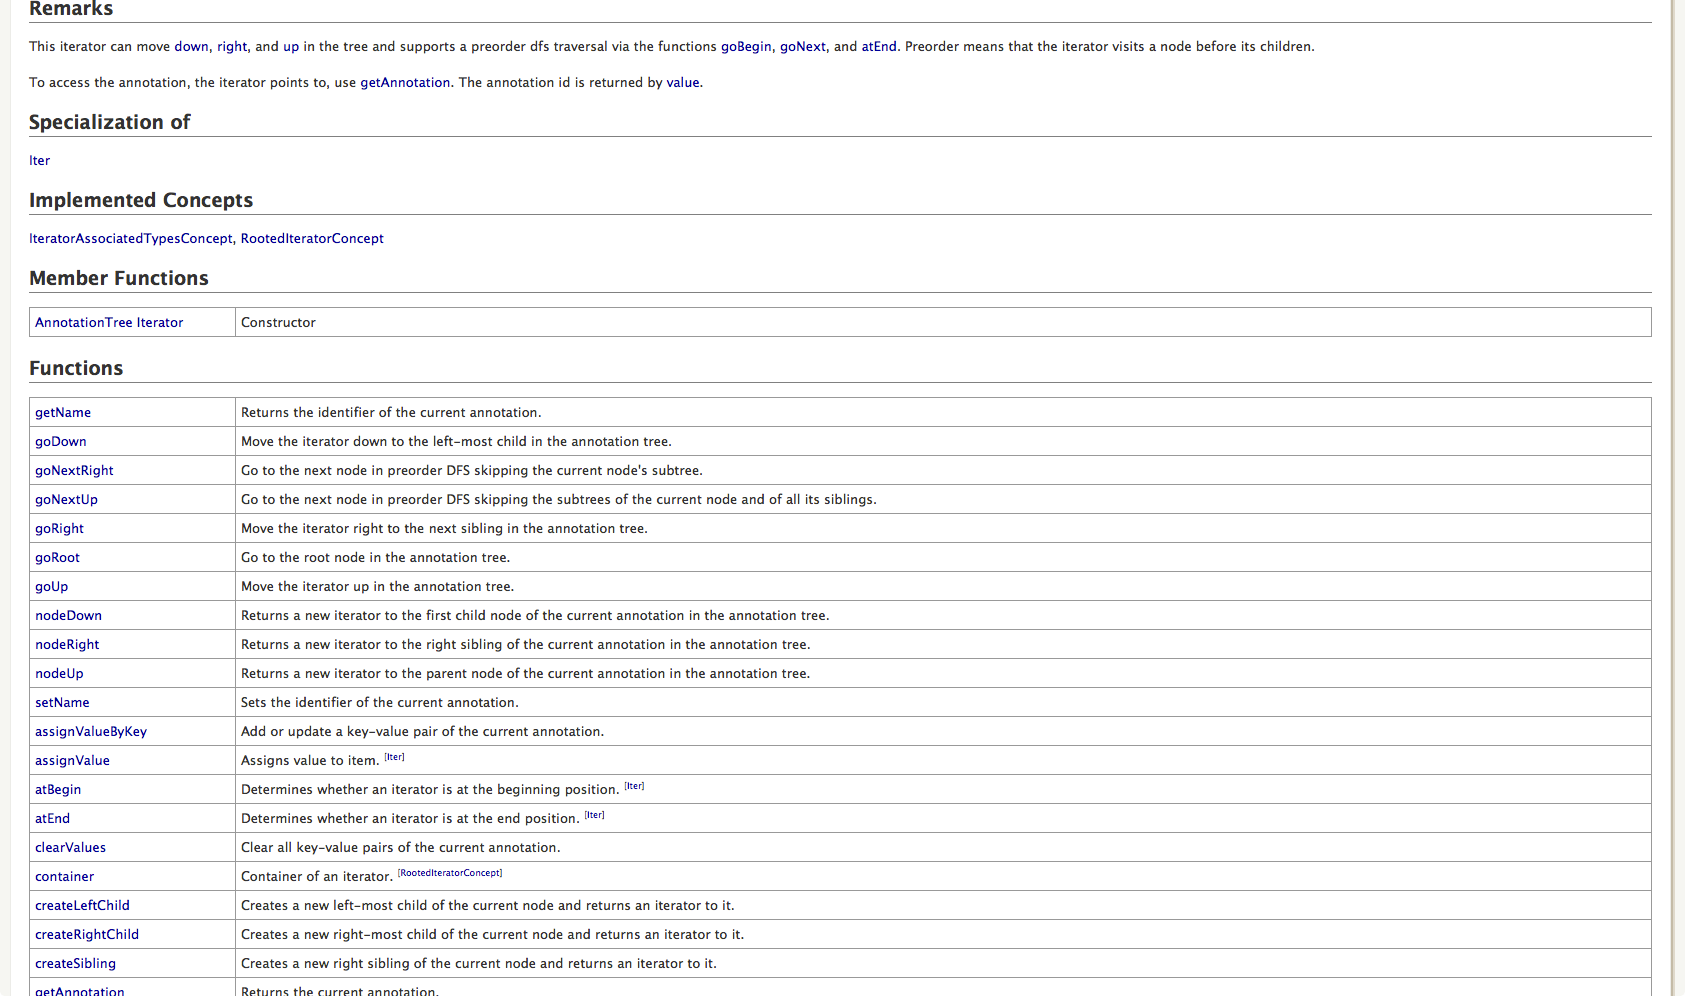 Remarks
This iterator can move down, right, and up in the tree and supports a preorder dfs traversal via the functions goBegin, goNext, and atEnd. Preorder means that the iterator visits a node before its children.
To access the annotation, the iterator points to, use getAnnotation. The annotation id is returned by value.
Specialization of
Iter
Implemented Concepts
IteratorAssociatedTypesConcept, RootedIteratorConcept
Member Functions
AnnotationTree Iterator Constructor
Functions
getName Returns the identifier of the current annotation.
goDown Move the iterator down to the left-most child in the annotation tree.
goNextRight Go to the next node in preorder DFS skipping the current node's subtree.
goNextUp Go to the next node in preorder DFS skipping the subtrees of the current node and of all its siblings.
goRight Move the iterator right to the next sibling in the annotation tree.
goRoot Go to the root node in the annotation tree.
goUp Move the iterator up in the annotation tree.
nodeDown Returns a new iterator to the first child node of the current annotation in the annotation tree.
nodeRight Returns a new iterator to the right sibling of the current annotation in the annotation tree.
nodeUp Returns a new iterator to the parent node of the current annotation in the annotation tree.
setName Sets the identifier of the current annotation.
assignValueByKey Add or update a key-value pair of the current annotation.
assignValue Assigns value to item. [Iter]
atBegin Determines whether an iterator is at the beginning position. [Iter]
atEnd Determines whether an iterator is at the end position. [Iter]
clearValues Clear all key-value pairs of the current annotation.
container Container of an iterator. [RootedIteratorConcept]
createLeftChild Creates a new left-most child of the current node and returns an iterator to it.
createRightChild Creates a new right-most child of the current node and returns an iterator to it.
createSibling Creates a new right sibling of the current node and returns an iterator to it.
getAnnotation Returns the current annotation.